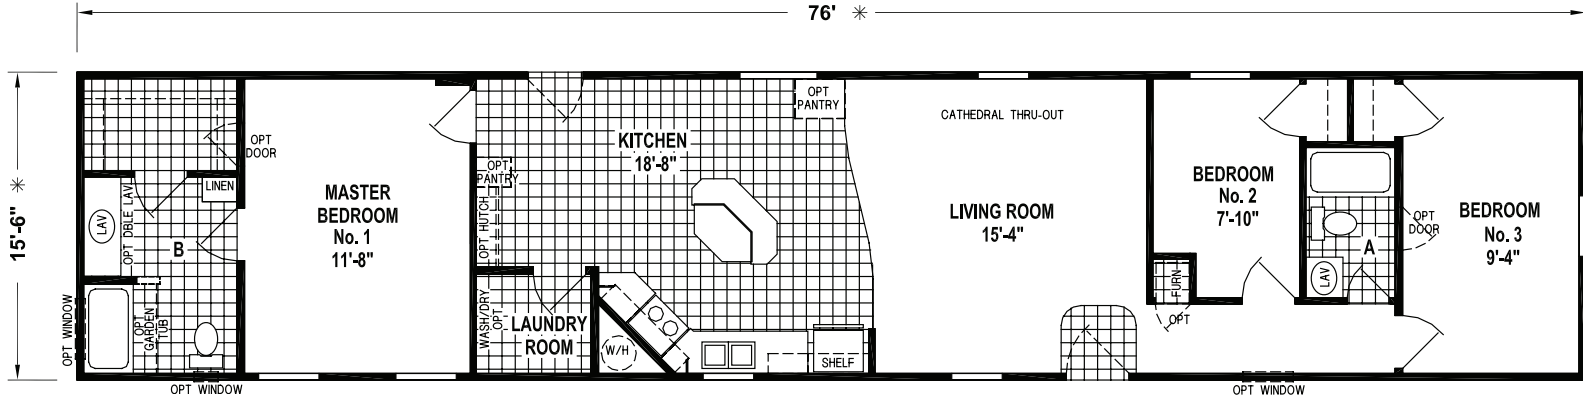 76' ✳
15'-6" ✳
OPT
DOOR
LINEN
LAV
OPT DBLE LAV
B
OPT WINDOW
OPT
GARDEN
TUB
OPT WINDOW
MASTER
BEDROOM
No. 1
11'-8"
OPT
PANTRY
OPT HUTCH
KITCHEN
18'-8"
OPT
PANTRY
WASH/DRY
OPT
LAUNDRY
ROOM
W/H
SHELF
CATHEDRAL THRU-OUT
LIVING ROOM
15'-4"
BEDROOM
No. 2
7'-10"
FURN
OPT
LAV
A
OPT
DOOR
OPT WINDOW
BEDROOM
No. 3
9'-4"